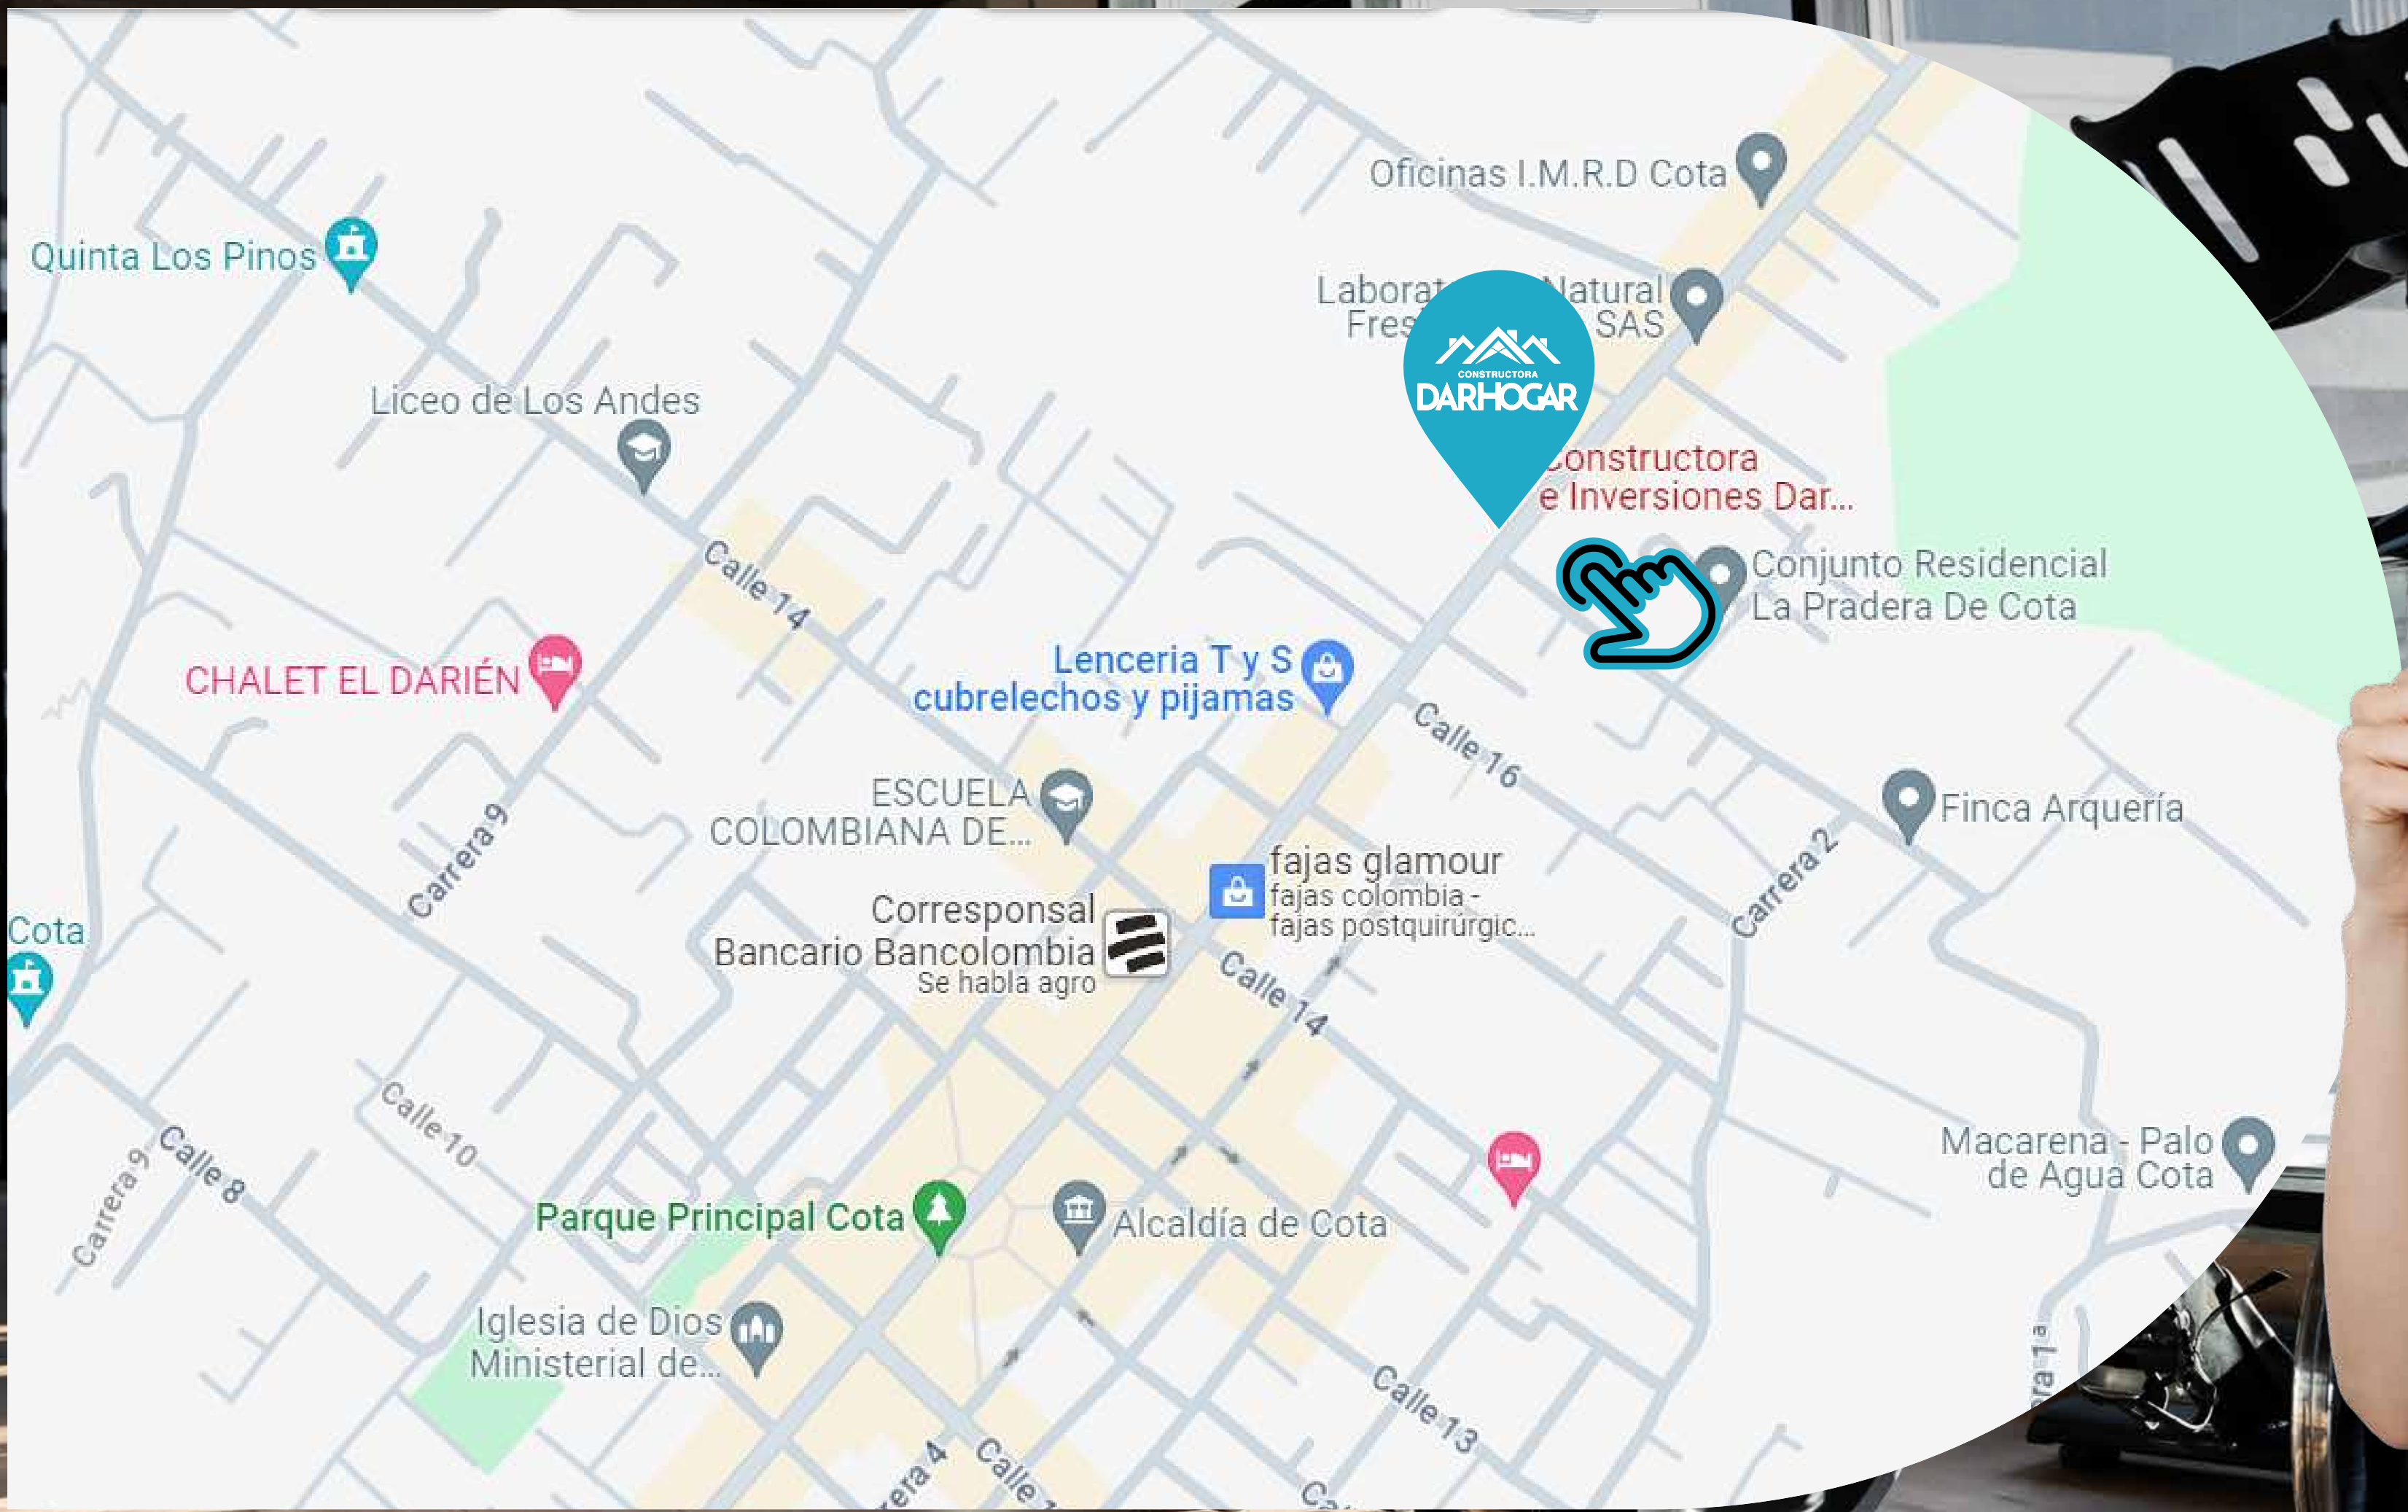 Oficinas I.M.R.D Cota
Quinta Los Pinos
Natural
SAS
CONSTRUCTORA
DARHOGAR
Liceo de Los Andes
Constructora
e Inversiones Dar...
Conjunto Residencial
La Pradera De Cota
Calle 14
CHALET EL DARIÉN
Lenceria T y S
cubrelechos y pijamas
Calle 16
ESCUELA
COLOMBIANA DE...
Finca Arquería
Carrera 9
Carrera 2
fajas glamour
fajas colombia -
fajas postquirúrgic...
Corresponsal
Bancario Bancolombia
Se habla agro
Cota
Calle 14
Calle 10
Calle 8
Carrera 9
Macarena - Palo
de Agua Cota
Parque Principal Cota
Alcaldía de Cota
Iglesia de Dios
Ministerial de...
Calle 13
Calle